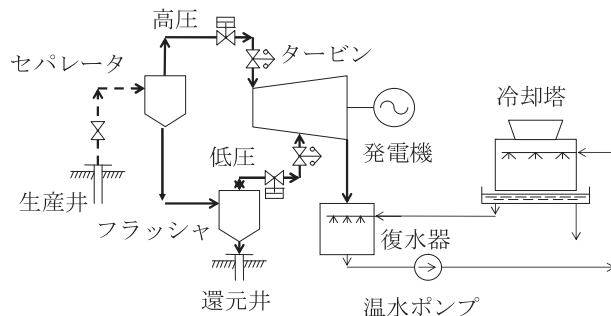 高圧
タービン
セパレータ
冷却塔
低圧
発電機
生産井
フラッシャ
復水器
還元井
温水ポンプ